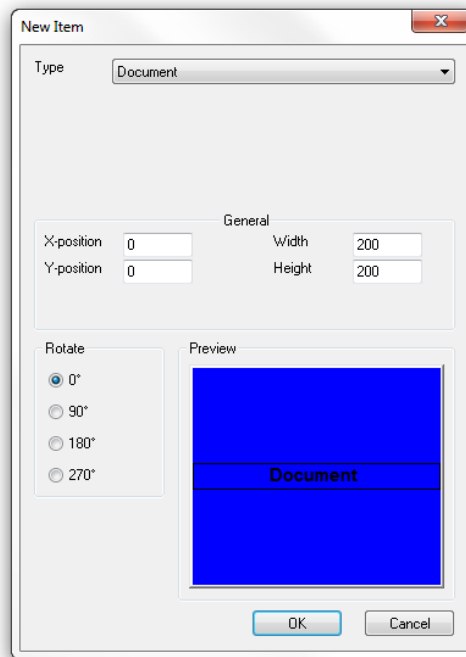 New Item
Type Document
General
X-position 0 Width 200
Y-position 0 Height 200
Rotate
0°
90°
180°
270°
Preview
Document
OK Cancel